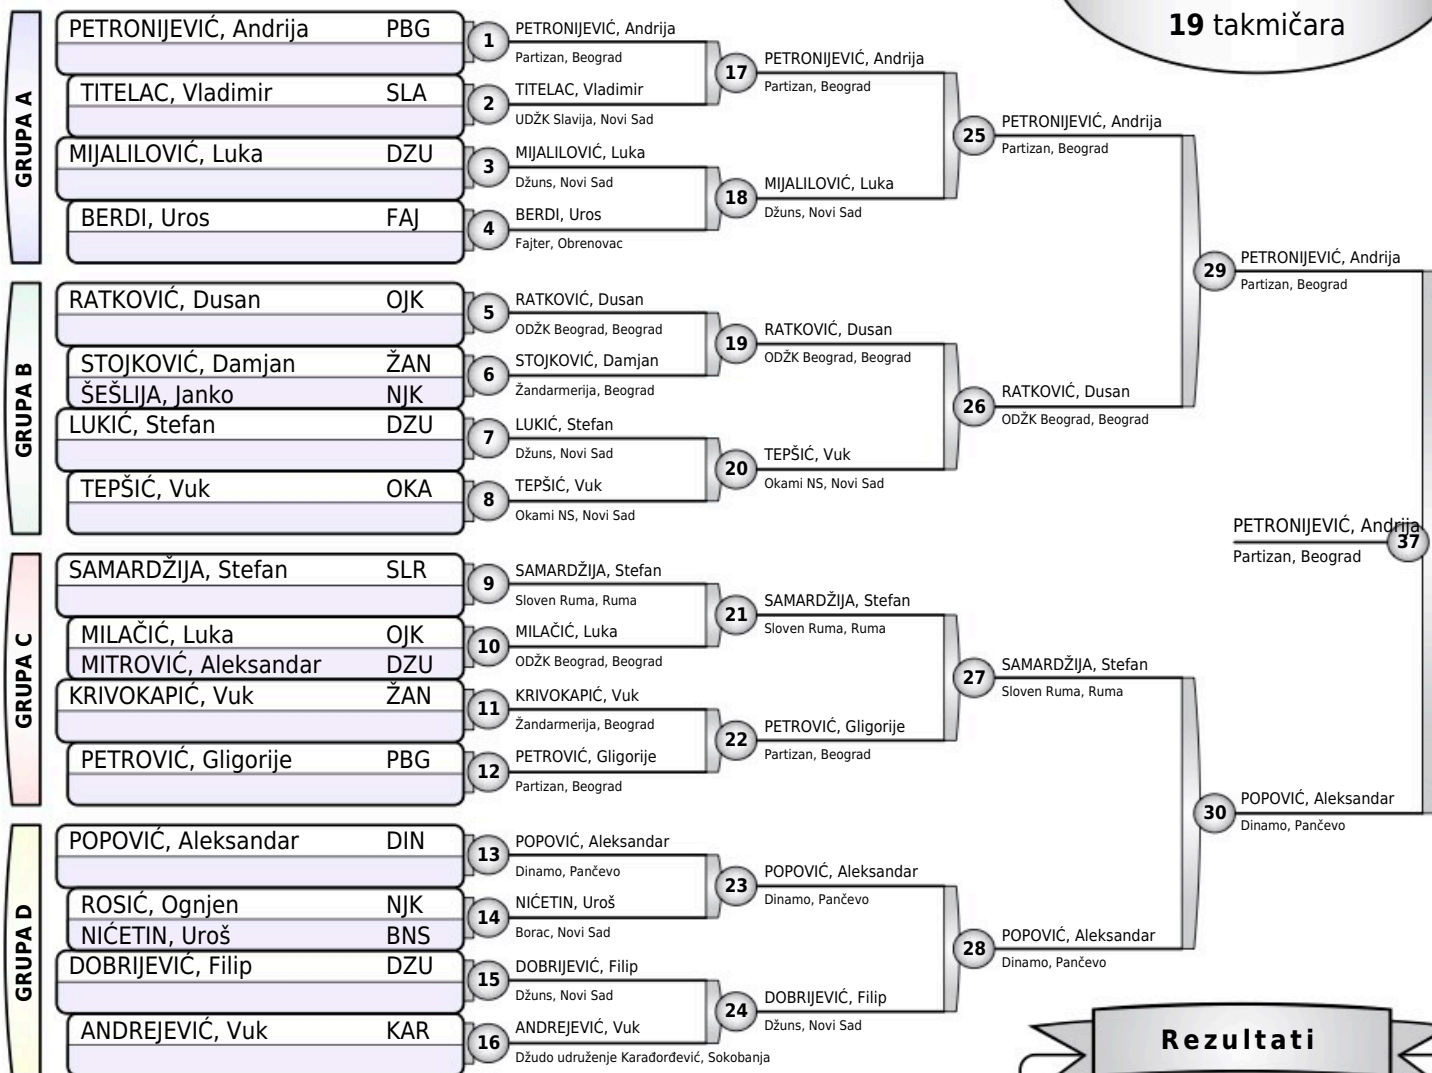 19 takmičara
GRUPA A
PETRONIJEVIĆ, Andrija PBG
TITELAC, Vladimir SLA
MIJALILOVIĆ, Luka DZU
BERDI, Uros FAJ
GRUPA B
RATKOVIĆ, Dusan OJK
STOJKOVIĆ, Damjan ŽAN
ŠEŠLIJA, Janko NJK
LUKIĆ, Stefan DZU
TEPŠIĆ, Vuk OKA
GRUPA C
SAMARDŽIJA, Stefan SLR
MILAČIĆ, Luka OJK
MITROVIĆ, Aleksandar DZU
KRIVOKAPIĆ, Vuk ŽAN
PETROVIĆ, Gligorije PBG
GRUPA D
POPOVIĆ, Aleksandar DIN
ROSIĆ, Ognjen NJK
NIĆETIN, Uroš BNS
DOBRIJEVIĆ, Filip DZU
ANDREJEVIĆ, Vuk KAR
1 PETRONIJEVIĆ, Andrija
Partizan, Beograd
2 TITELAC, Vladimir
UDŽK Slavija, Novi Sad
3 MIJALILOVIĆ, Luka
Džuns, Novi Sad
4 BERDI, Uros
Fajter, Obrenovac
5 RATKOVIĆ, Dusan
ODŽK Beograd, Beograd
6 STOJKOVIĆ, Damjan
Žandarmerija, Beograd
7 LUKIĆ, Stefan
Džuns, Novi Sad
8 TEPŠIĆ, Vuk
Okami NS, Novi Sad
9 SAMARDŽIJA, Stefan
Sloven Ruma, Ruma
10 MILAČIĆ, Luka
ODŽK Beograd, Beograd
11 KRIVOKAPIĆ, Vuk
Žandarmerija, Beograd
12 PETROVIĆ, Gligorije
Partizan, Beograd
13 POPOVIĆ, Aleksandar
Dinamo, Pančevo
14 NIĆETIN, Uroš
Borac, Novi Sad
15 DOBRIJEVIĆ, Filip
Džuns, Novi Sad
16 ANDREJEVIĆ, Vuk
Džudo udruženje Karađorđević, Sokobanja
17 PETRONIJEVIĆ, Andrija
Partizan, Beograd
18 MIJALILOVIĆ, Luka
Džuns, Novi Sad
19 RATKOVIĆ, Dusan
ODŽK Beograd, Beograd
20 TEPŠIĆ, Vuk
Okami NS, Novi Sad
21 SAMARDŽIJA, Stefan
Sloven Ruma, Ruma
22 PETROVIĆ, Gligorije
Partizan, Beograd
23 POPOVIĆ, Aleksandar
Dinamo, Pančevo
24 DOBRIJEVIĆ, Filip
Džuns, Novi Sad
25 PETRONIJEVIĆ, Andrija
Partizan, Beograd
26 RATKOVIĆ, Dusan
ODŽK Beograd, Beograd
27 SAMARDŽIJA, Stefan
Sloven Ruma, Ruma
28 POPOVIĆ, Aleksandar
Dinamo, Pančevo
29 PETRONIJEVIĆ, Andrija
Partizan, Beograd
30 POPOVIĆ, Aleksandar
Dinamo, Pančevo
PETRONIJEVIĆ, Andrija
37
Partizan, Beograd
Rezultati